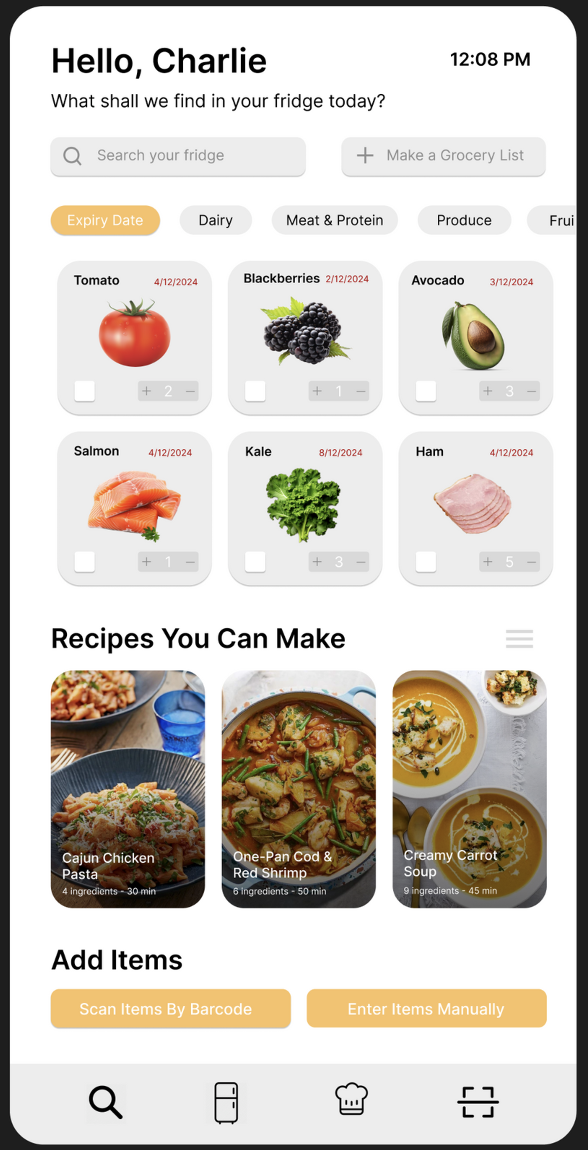 Hello, Charlie
12:08 PM
What shall we find in your fridge today?
Search your fridge
+ Make a Grocery List
Expiry Date
Dairy
Meat & Protein
Produce
Frui
Tomato 4/12/2024
+ 2 −
Blackberries 2/12/2024
+ 1 −
Avocado 3/12/2024
+ 3 −
Salmon 4/12/2024
+ 1 −
Kale 8/12/2024
+ 3 −
Ham 4/12/2024
+ 5 −
Recipes You Can Make
Cajun Chicken
Pasta
4 ingredients - 30 min
One-Pan Cod &
Red Shrimp
6 ingredients - 50 min
Creamy Carrot
Soup
9 ingredients - 45 min
Add Items
Scan Items By Barcode
Enter Items Manually